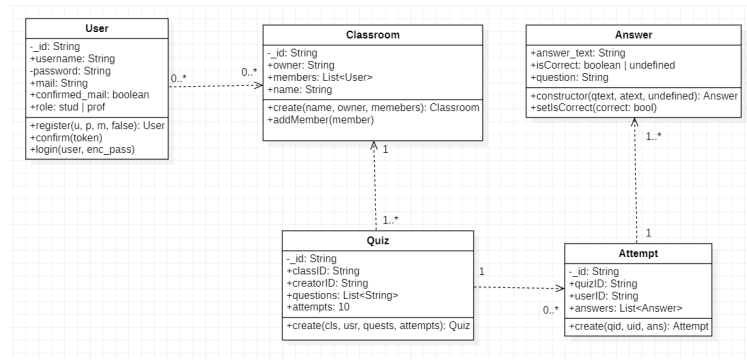 User
-_id: String
+username: String
-password: String
+mail: String
+confirmed_mail: boolean
+role: stud | prof
+register(u, p, m, false): User
+confirm(token)
+login(user, enc_pass)
0..*
0..*
Classroom
-_id: String
+owner: String
+members: List<User>
+name: String
+create(name, owner, memebers): Classroom
+addMember(member)
Answer
+answer_text: String
+isCorrect: boolean | undefined
+question: String
+constructor(qtext, atext, undefined): Answer
+setIsCorrect(correct: bool)
1
1..*
1..*
1
Quiz
-_id: String
+classID: String
+creatorID: String
+questions: List<String>
+attempts: 10
+create(cls, usr, quests, attempts): Quiz
1
0..*
Attempt
-_id: String
+quizID: String
+userID: String
+answers: List<Answer>
+create(qid, uid, ans): Attempt